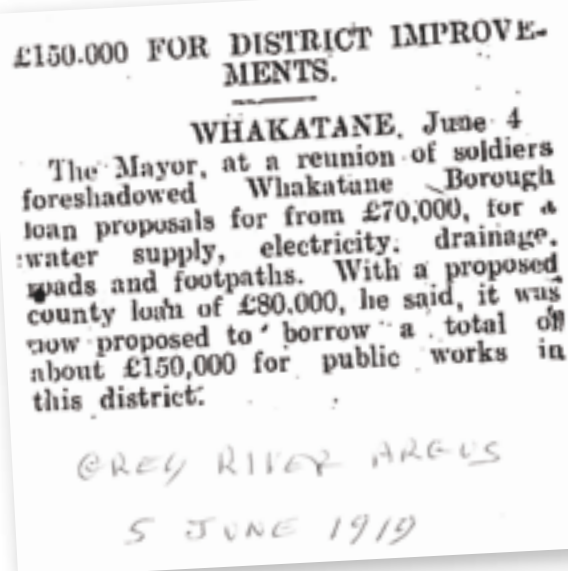 £150.000 FOR DISTRICT IMPROVE-
MENTS.
WHAKATANE, June 4
The Mayor, at a reunion of soldiers
foreshadowed Whakatane Borough
loan proposals for from £70,000, for a
water supply, electricity, drainage,
roads and footpaths. With a proposed
county loan of £80.000, he said, it was
now proposed to borrow a total of
about £150,000 for public works in
this district.
GREY RIVER ARGUS
5 JUNE 1919